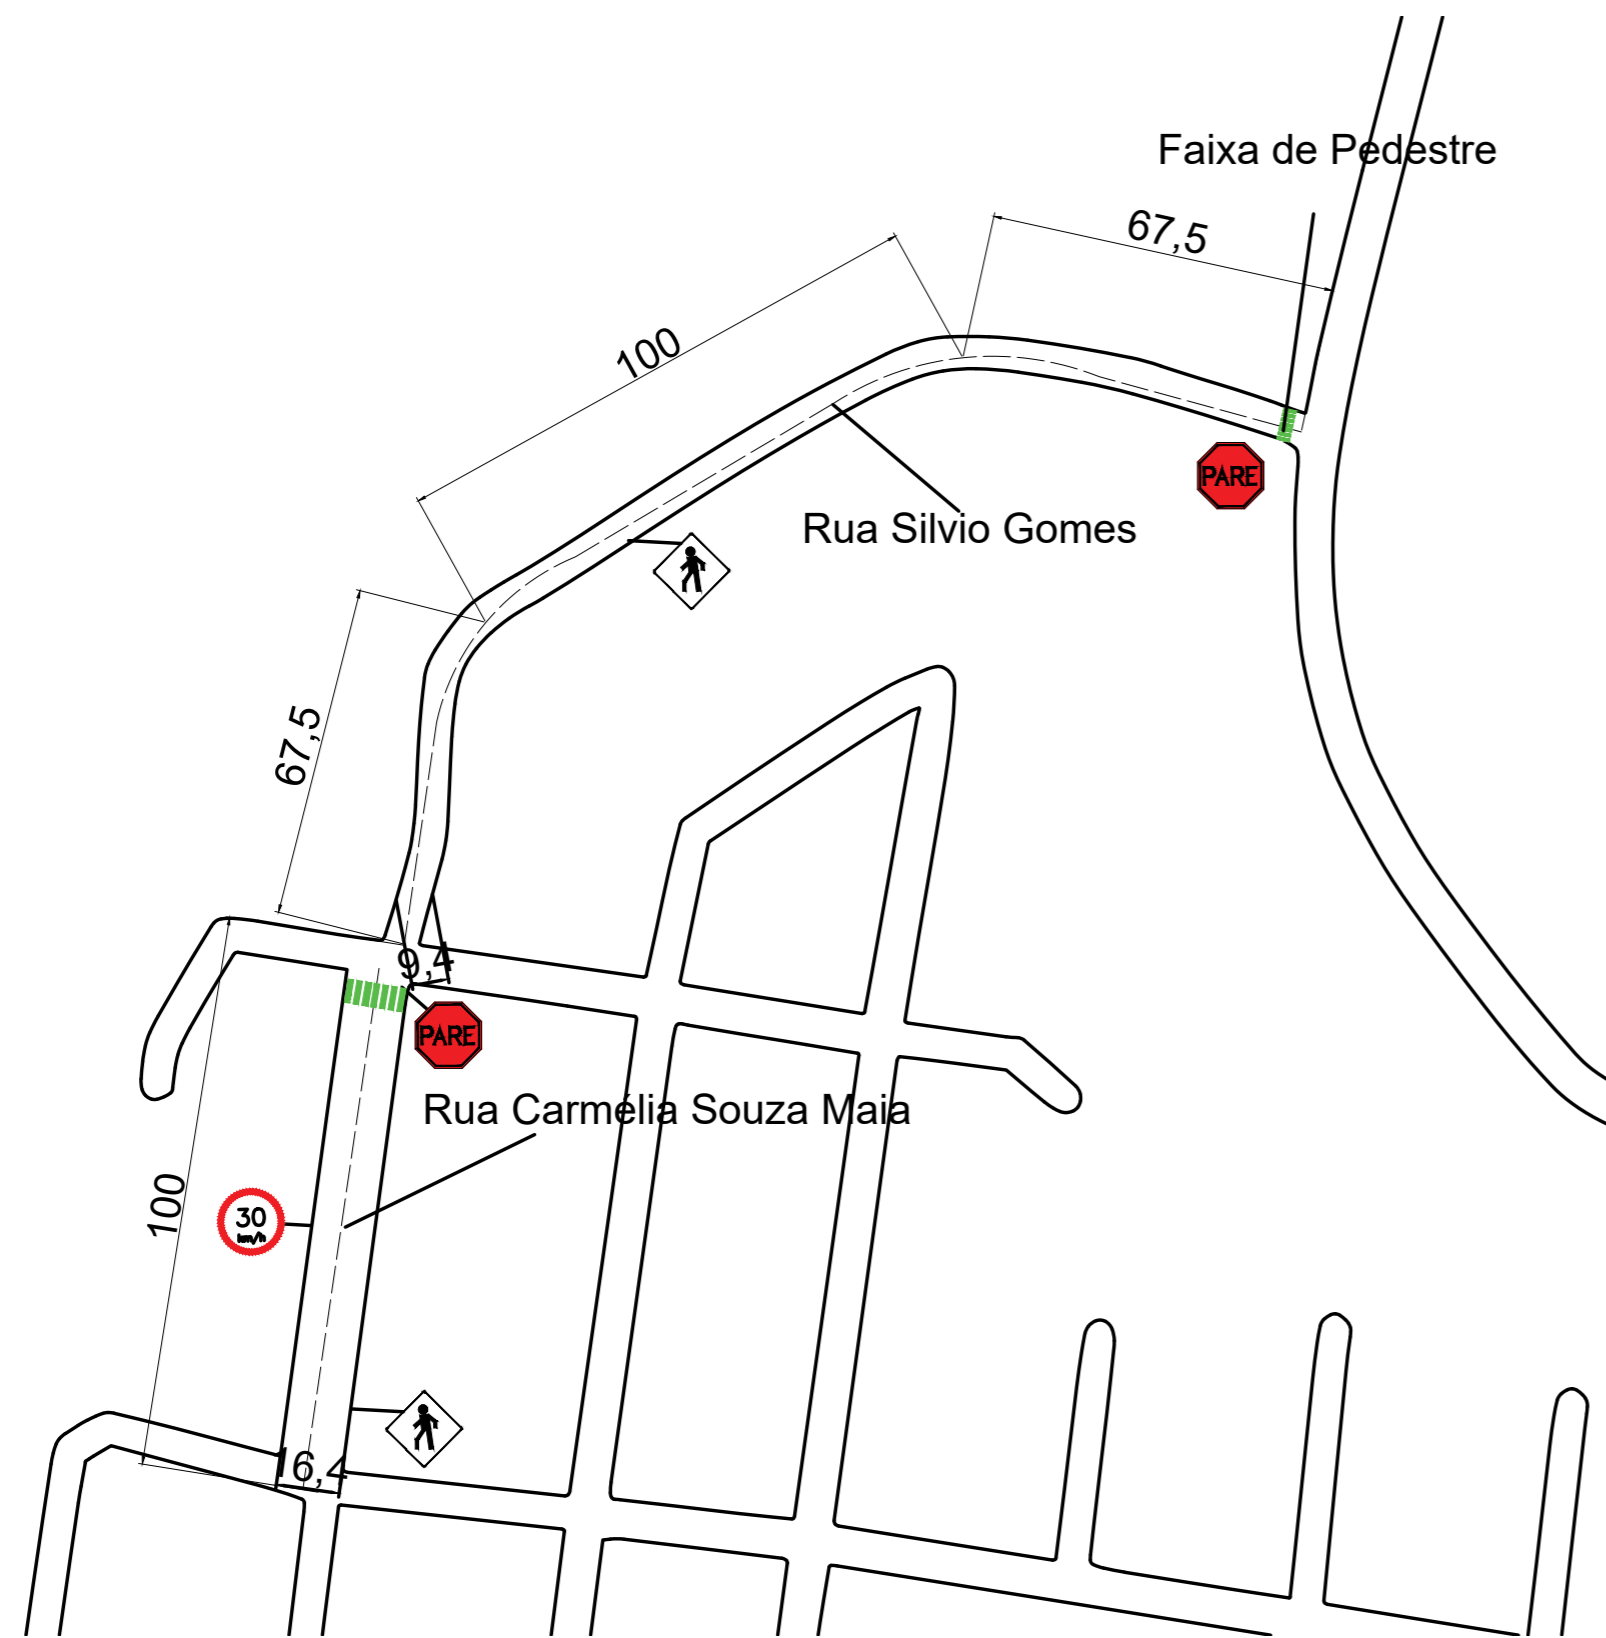 Faixa de Pedestre
67,5
100
PARE
Rua Silvio Gomes
67,5
9,4
PARE
Rua Carmélia Souza Maia
100
30
km/h
16,4